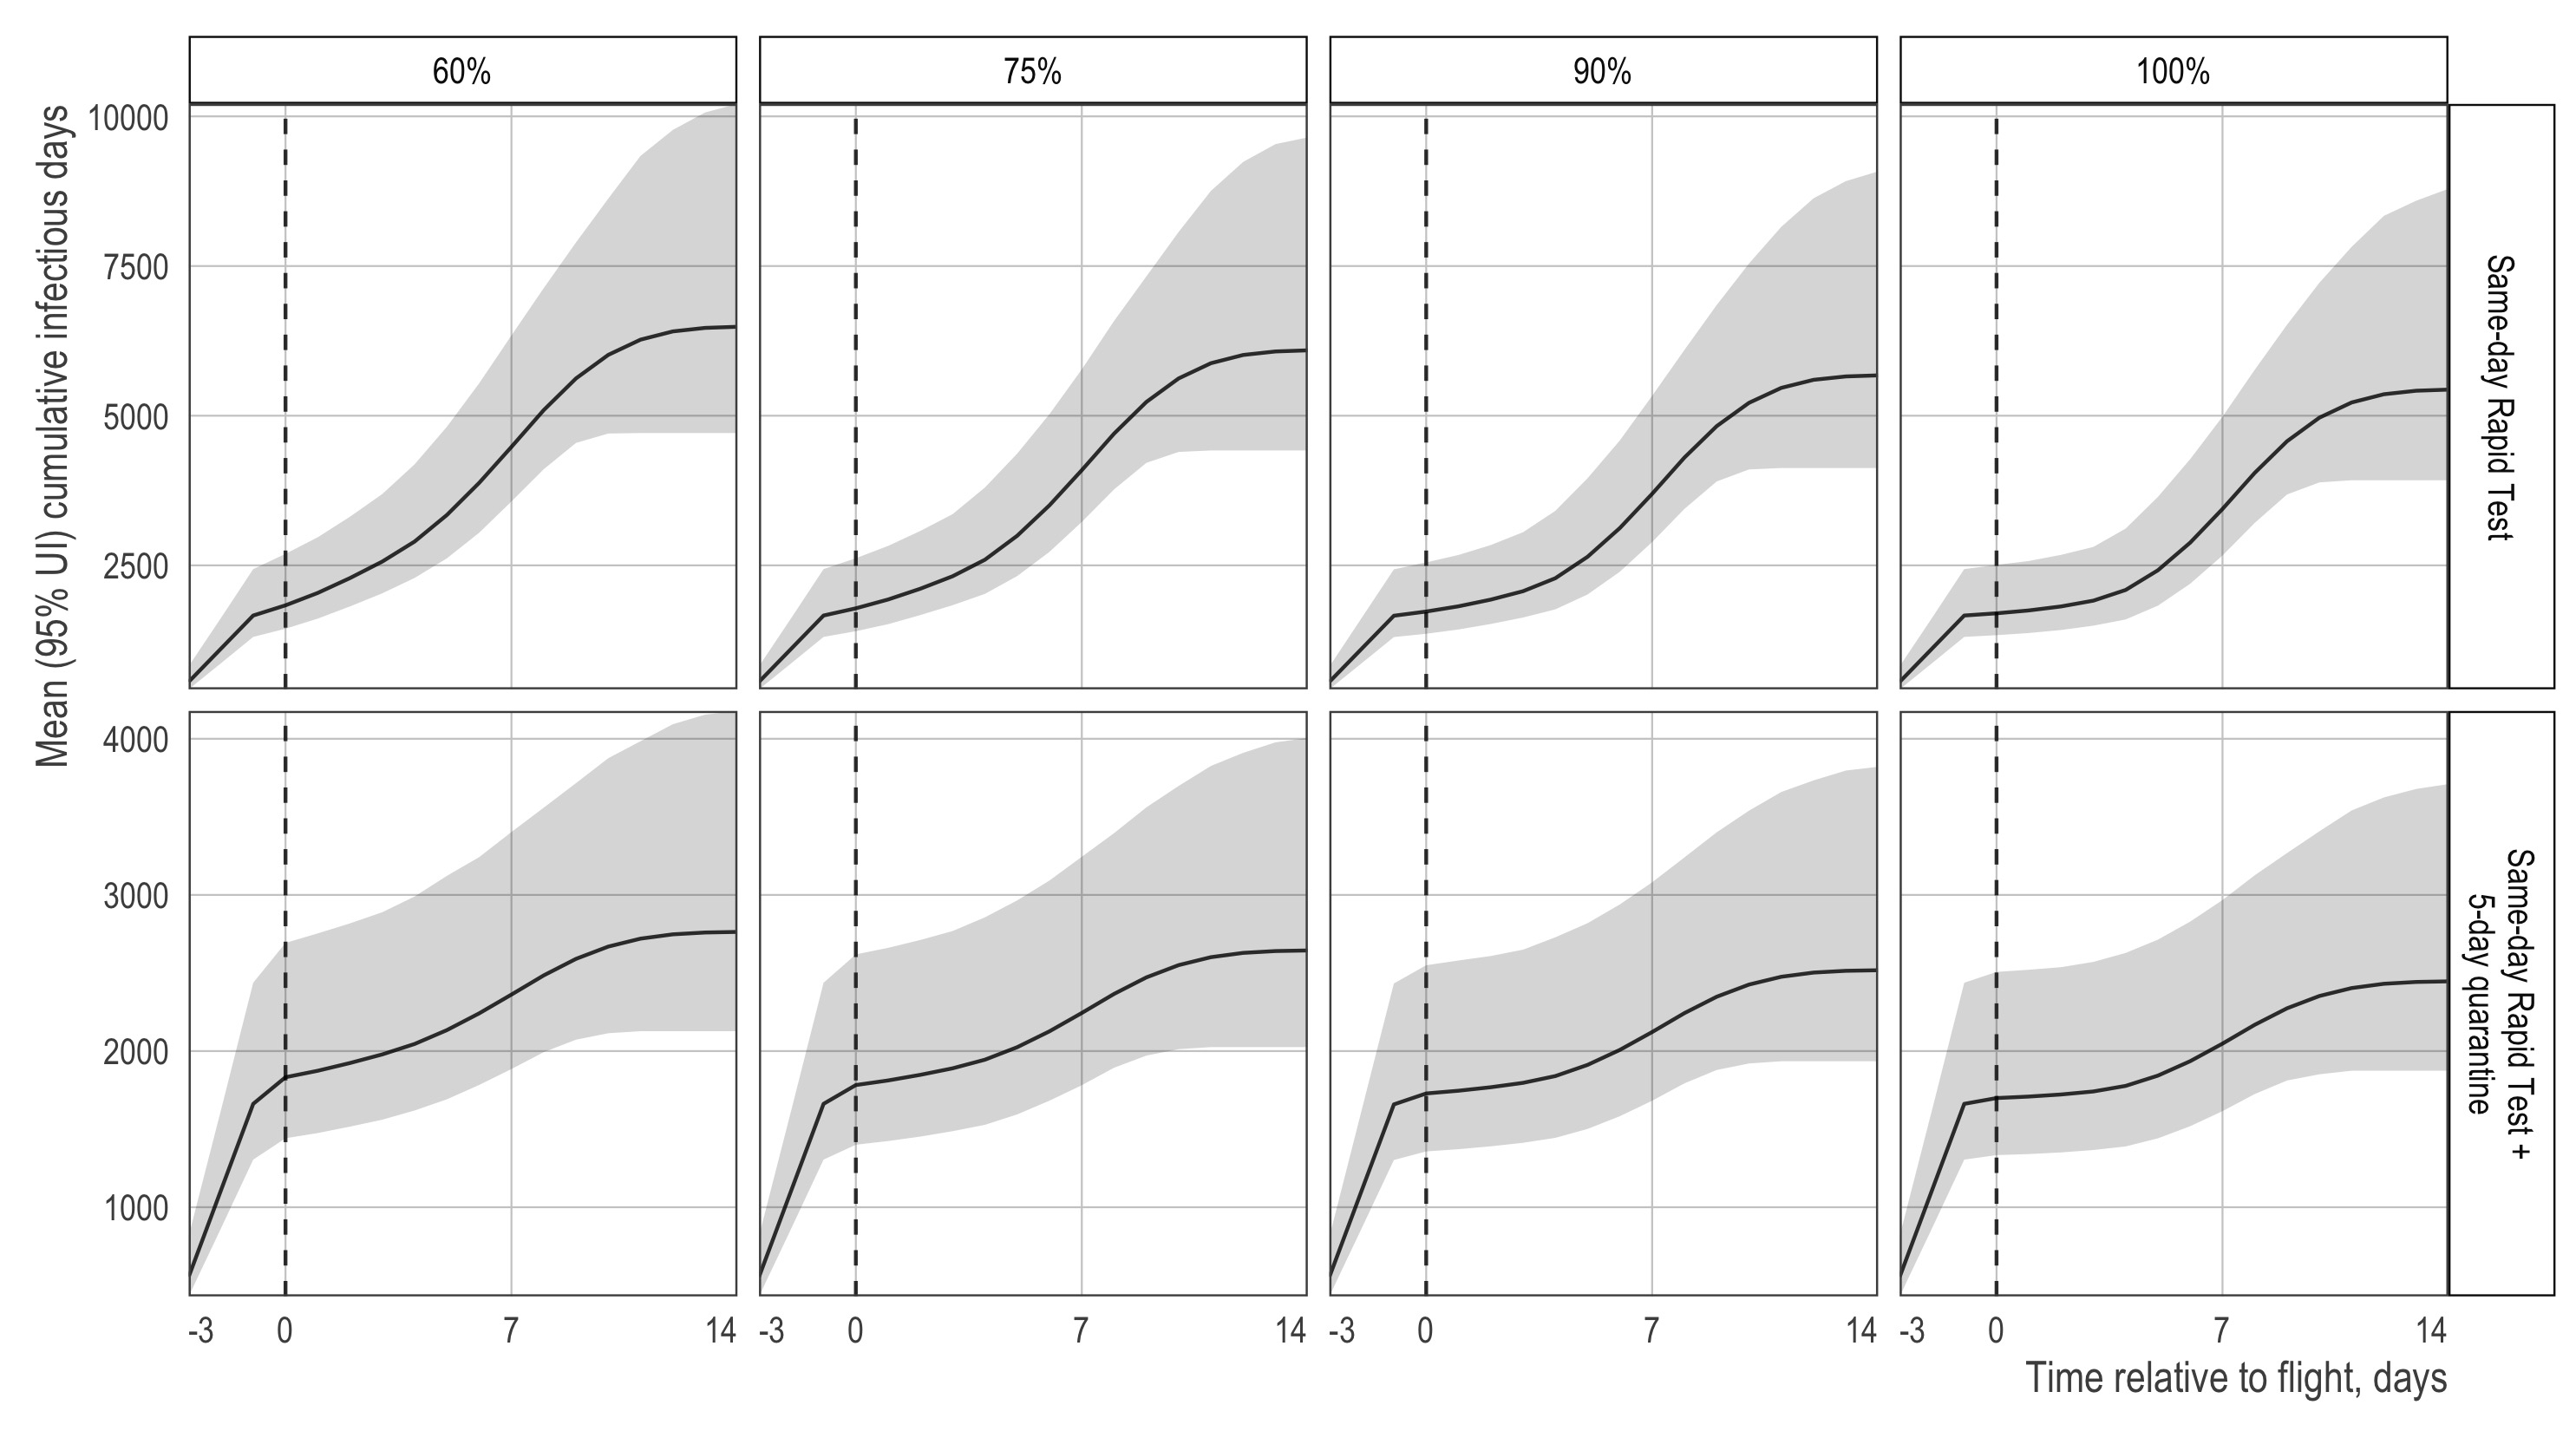 60%
75%
90%
100%
Mean (95% UI) cumulative infectious days
10000
7500
5000
2500
Same-day Rapid Test
4000
3000
2000
1000
Same-day Rapid Test +
5-day quarantine
-3 0 7 14
-3 0 7 14
-3 0 7 14
-3 0 7 14
Time relative to flight, days